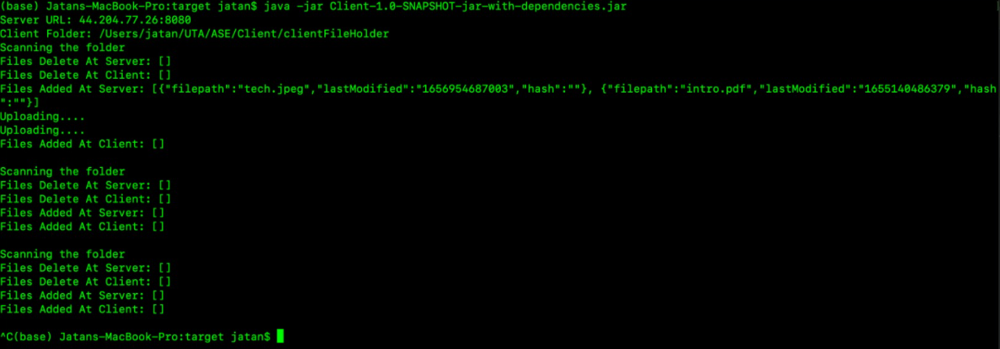 (base) Jatans-MacBook-Pro:target jatan$ java -jar Client-1.0-SNAPSHOT-jar-with-dependencies.jar
Server URL: 44.204.77.26:8080
Client Folder: /Users/jatan/UTA/ASE/Client/clientFileHolder
Scanning the folder
Files Delete At Server: []
Files Delete At Client: []
Files Added At Server: [{"filepath":"tech.jpeg","lastModified":"1656954687003","hash":""}, {"filepath":"intro.pdf","lastModified":"1655140486379","hash
":""}]
Uploading....
Uploading....
Files Added At Client: []
Scanning the folder
Files Delete At Server: []
Files Delete At Client: []
Files Added At Server: []
Files Added At Client: []
Scanning the folder
Files Delete At Server: []
Files Delete At Client: []
Files Added At Server: []
Files Added At Client: []
^C(base) Jatans-MacBook-Pro:target jatan$